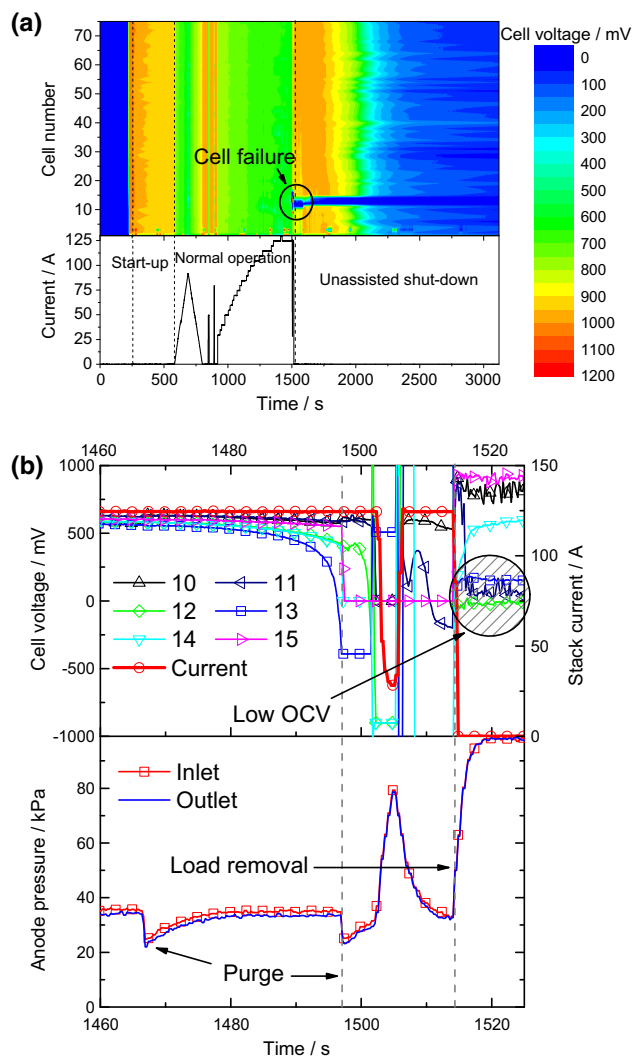 (a)
Cell voltage / mV
Cell number
70
60
50
40
30
20
10
Cell failure
0
100
200
300
400
500
600
700
800
900
1000
1100
1200
Current / A
125
100
75
50
25
0
Start-up
Normal operation
Unassisted shut-down
0 500 1000 1500 2000 2500 3000
Time / s
(b)
1460 1480 1500 1520
Cell voltage / mV
1000
500
0
-500
-1000
Stack current / A
150
100
50
0
10 11
12 13
14 15
Current
Low OCV
Anode pressure / kPa
80
60
40
20
0
Inlet
Outlet
Load removal
Purge
1460 1480 1500 1520
Time / s